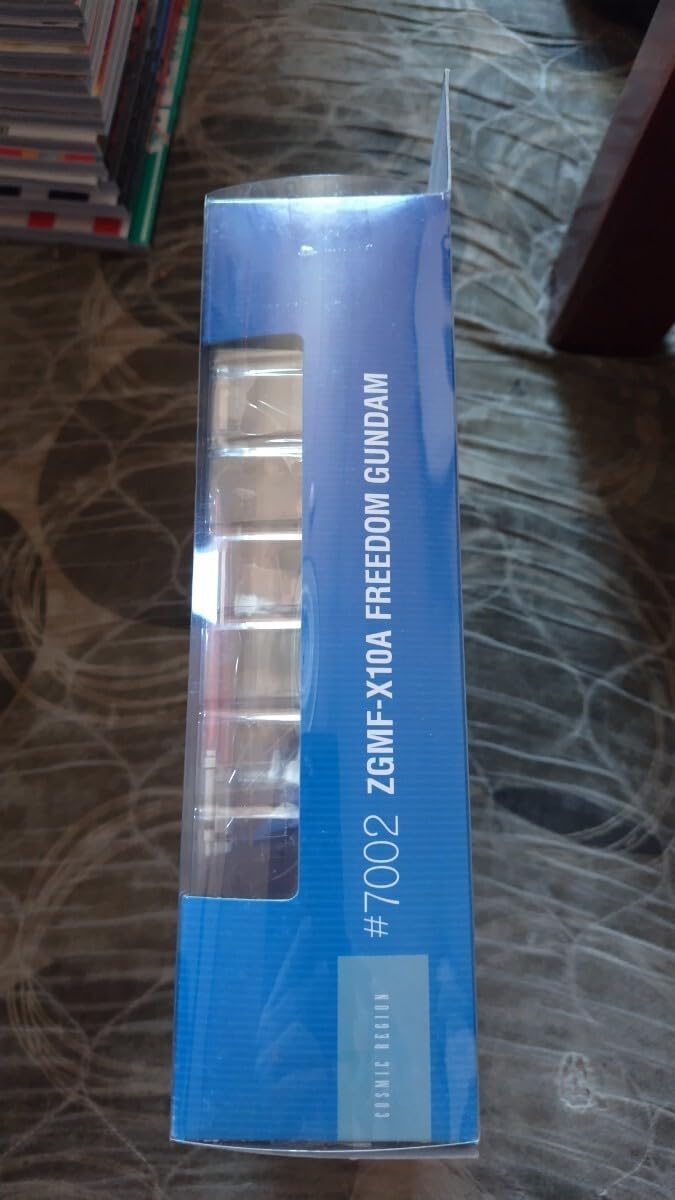 #7002 ZGMF-X10A FREEDOM GUNDAM
COSMIC REGION